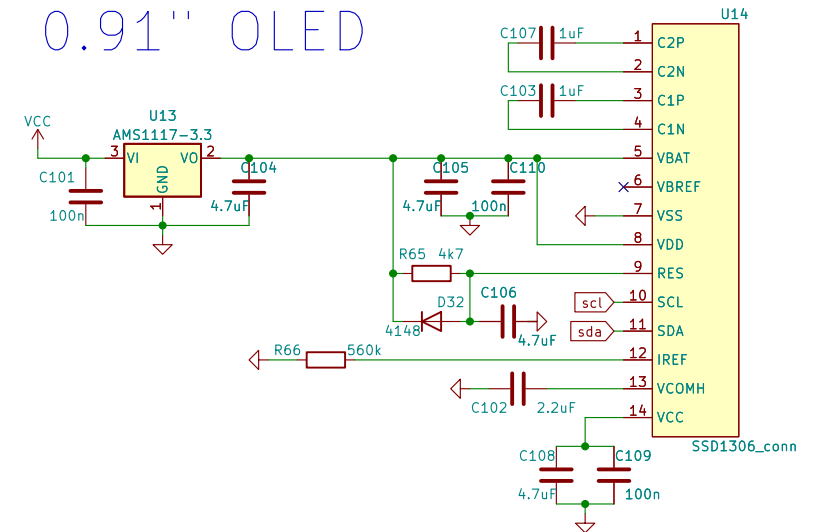 0.91" OLED
U14
C107 1uF
1 C2P
2 C2N
C103 1uF
3 C1P
4 C1N
VCC
U13
AMS1117-3.3
3 VI VO 2
GND
1
C101
100n
C104
4.7uF
C105
4.7uF
C110
100n
5 VBAT
6 VBREF
7 VSS
8 VDD
R65 4k7
9 RES
D32
4148
C106
4.7uF
scl 10 SCL
sda 11 SDA
R66 560k
12 IREF
13 VCOMH
C102 2.2uF
14 VCC
SSD1306_conn
C108
4.7uF
C109
100n